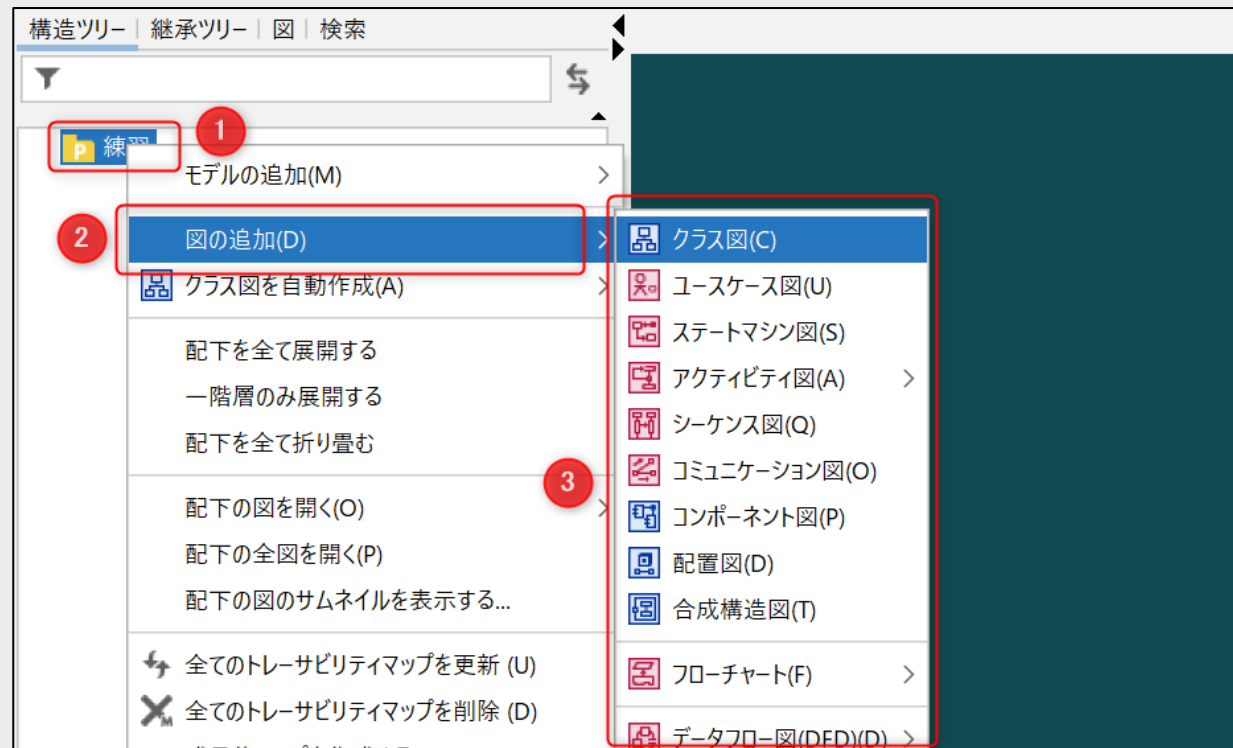 構造ツリー | 継承ツリー | 図 | 検索
1
練習
モデルの追加(M)
2
図の追加(D)
クラス図を自動作成(A)
配下を全て展開する
一階層のみ展開する
配下を全て折り畳む
配下の図を開く(O)
配下の全図を開く(P)
配下の図のサムネイルを表示する...
全てのトレーサビリティマップを更新 (U)
全てのトレーサビリティマップを削除 (D)
3
クラス図(C)
ユースケース図(U)
ステートマシン図(S)
アクティビティ図(A)
シーケンス図(Q)
コミュニケーション図(O)
コンポーネント図(P)
配置図(D)
合成構造図(T)
フローチャート(F)
データフロー図(DFD)(D)